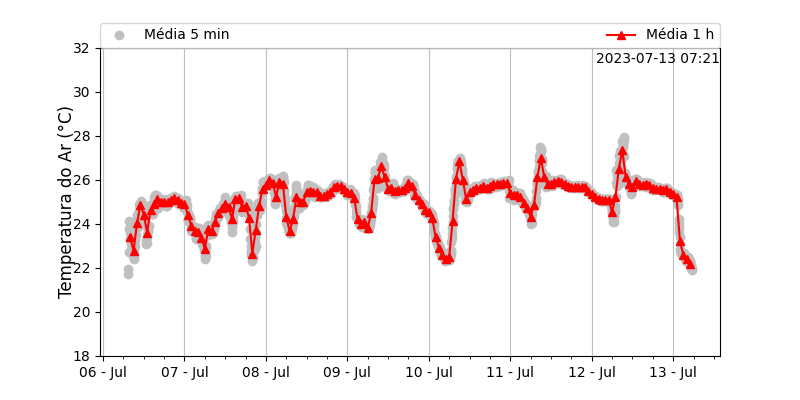 Média 5 min
Média 1 h
2023-07-13 07:21
Temperatura do Ar (°C)
32
30
28
26
24
22
20
18
06 - Jul
07 - Jul
08 - Jul
09 - Jul
10 - Jul
11 - Jul
12 - Jul
13 - Jul